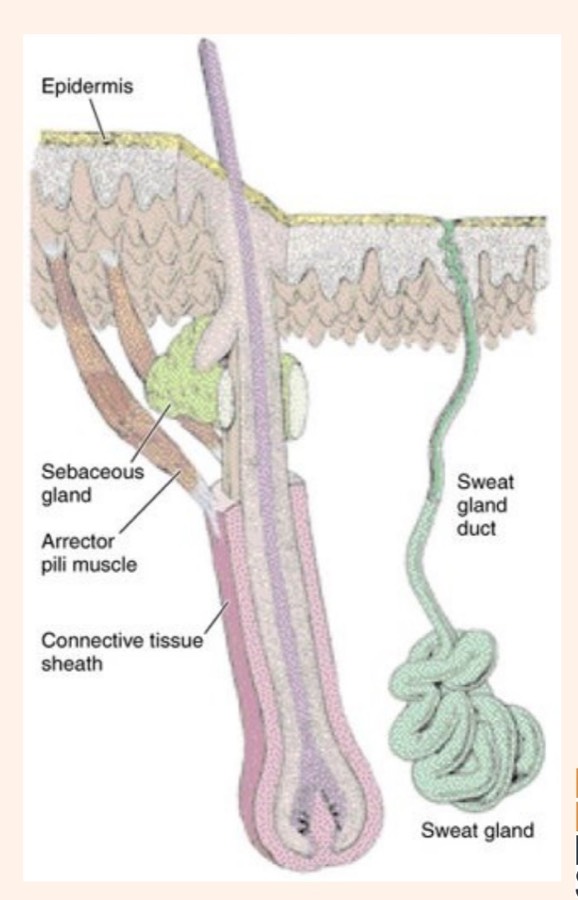 Epidermis
Sebaceous
gland
Arrector
pili muscle
Connective tissue
sheath
Sweat
gland
duct
Sweat gland